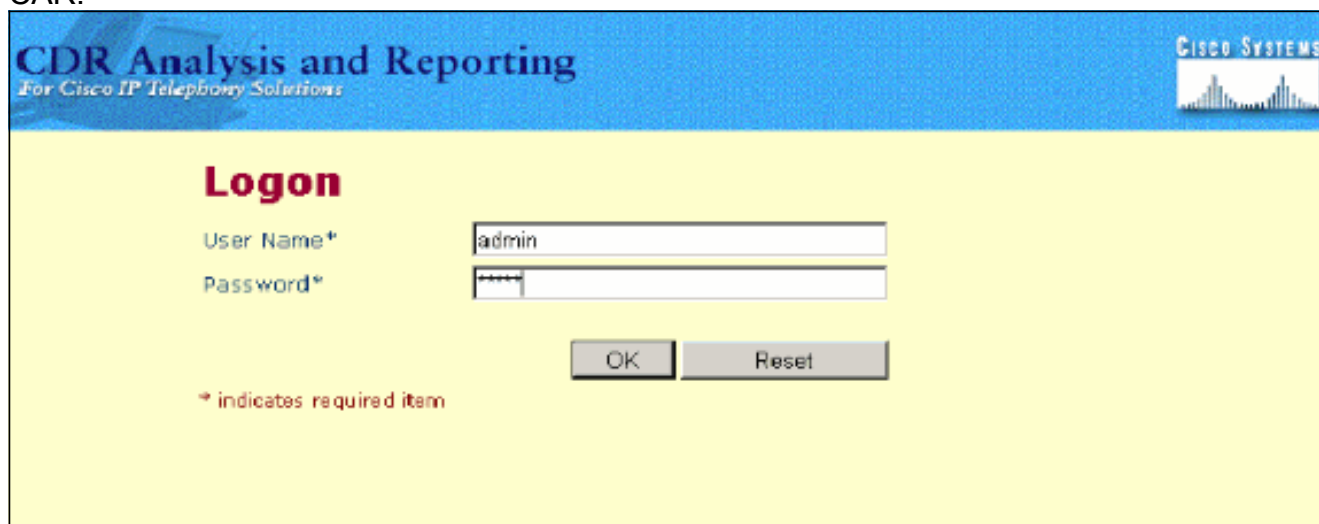 CAR.
CDR Analysis and Reporting
For Cisco IP Telephony Solutions
CISCO SYSTEMS
Logon
User Name*
admin
Password*
*****
OK
Reset
* indicates required item